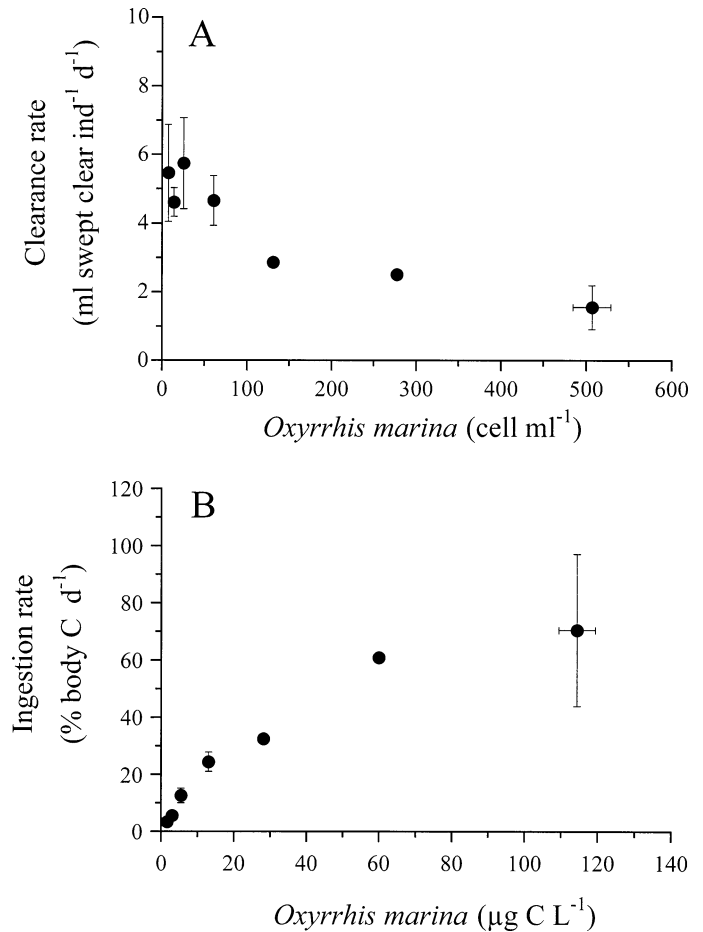 A
10
8
6
4
2
0
Clearance rate
(ml swept clear ind⁻¹ d⁻¹)
0 100 200 300 400 500 600
Oxyrrhis marina (cell ml⁻¹)
B
120
100
80
60
40
20
0
Ingestion rate
(% body C d⁻¹)
0 20 40 60 80 100 120 140
Oxyrrhis marina (µg C L⁻¹)